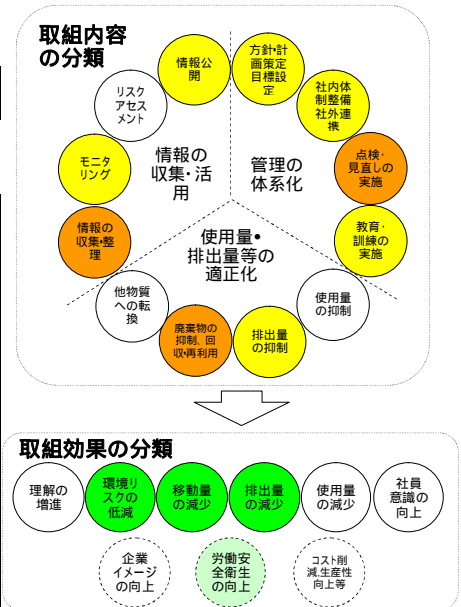 取組内容
の分類
情報公
開
方針・計
画策定
目標設
定
社内体
制整備
社外連
携
点検・
見直しの
実施
教育・
訓練の
実施
使用量
の抑制
排出量
の抑制
廃棄物の
抑制、回
収・再利用
他物質
への転
換
情報の
収集・整
理
モニタ
リング
リスク
アセス
メント
情報の
収集・活
用
管理の
体系化
使用量・
排出量等の
適正化
取組効果の分類
理解の
増進
環境リ
スクの
低減
移動量
の減少
排出量
の減少
使用量
の減少
社員
意識の
向上
企業
イメージ
の向上
労働安
全衛生
の向上
コスト削
減、生産性
向上等